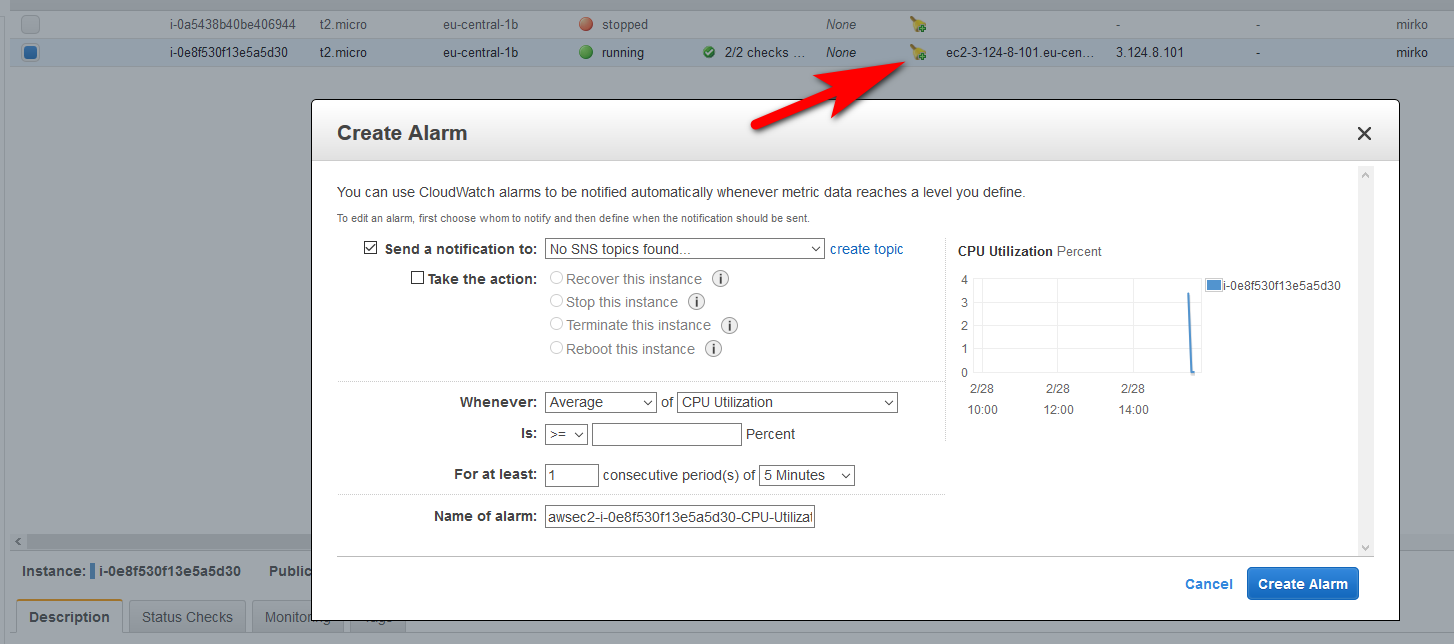 i-0a5438b40be406944 t2.micro eu-central-1b stopped None - - mirko
i-0e8f530f13e5a5d30 t2.micro eu-central-1b running 2/2 checks ... None ec2-3-124-8-101.eu-cen... 3.124.8.101 - mirko
Create Alarm
You can use CloudWatch alarms to be notified automatically whenever metric data reaches a level you define.
To edit an alarm, first choose whom to notify and then define when the notification should be sent.
Send a notification to: No SNS topics found... create topic
Take the action: Recover this instance i
Stop this instance i
Terminate this instance i
Reboot this instance i
Whenever: Average of CPU Utilization
Is: >= Percent
For at least: 1 consecutive period(s) of 5 Minutes
Name of alarm: awsec2-i-0e8f530f13e5a5d30-CPU-Utilizat
CPU Utilization Percent
4
3
2
1
0
2/28 2/28 2/28
10:00 12:00 14:00
i-0e8f530f13e5a5d30
Cancel Create Alarm
Instance: i-0e8f530f13e5a5d30 Public
Description Status Checks Monitoring Tags